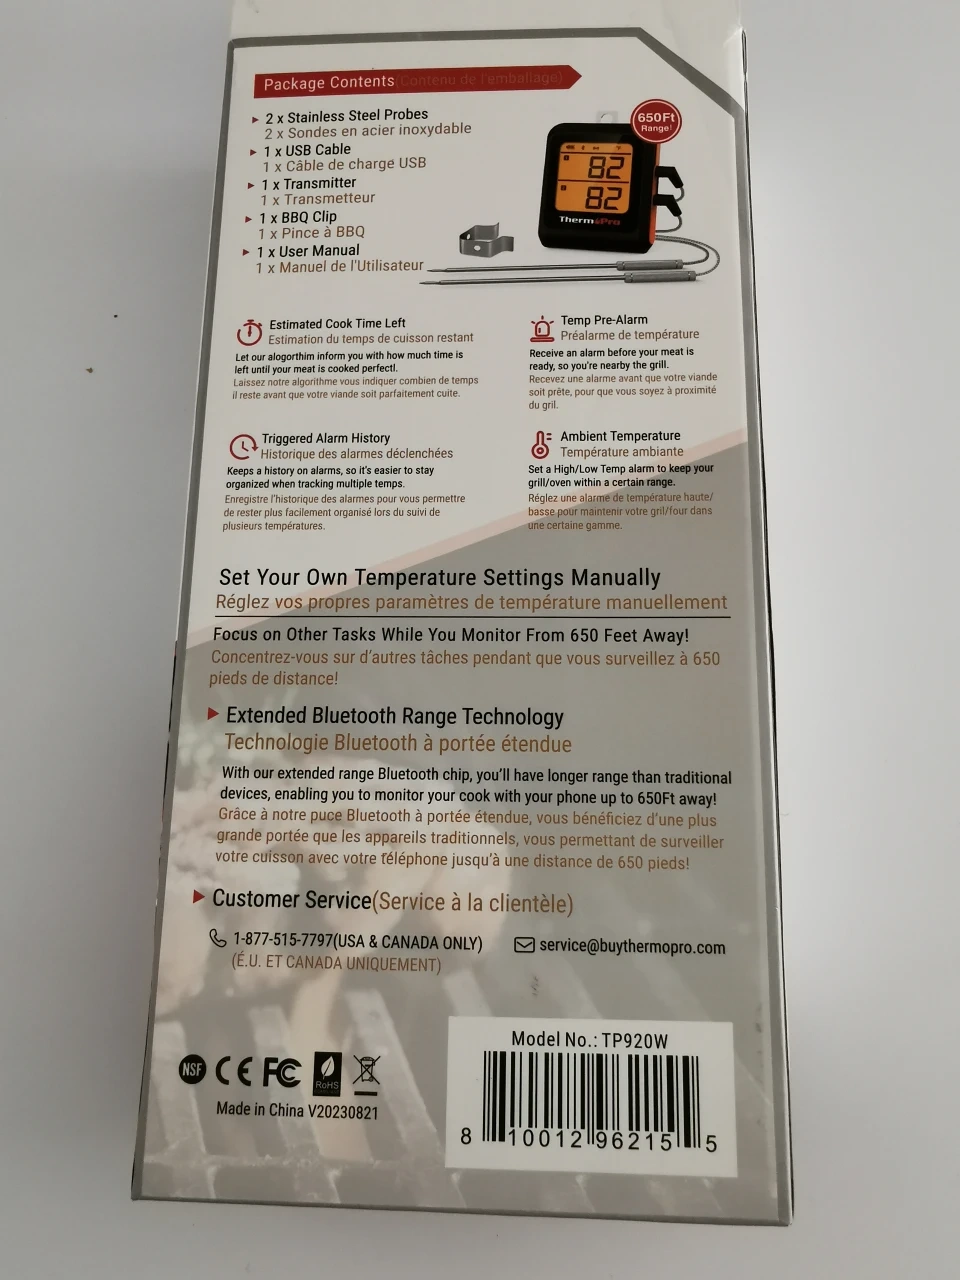 Package Contents(Contenu de l'emballage)
2 x Stainless Steel Probes
2 x Sondes en acier inoxydable
1 x USB Cable
1 x Câble de charge USB
1 x Transmitter
1 x Transmetteur
1 x BBQ Clip
1 x Pince à BBQ
1 x User Manual
1 x Manuel de l'Utilisateur
650Ft
Range!
82
82
ThermoPro
Estimated Cook Time Left
Estimation du temps de cuisson restant
Let our alogorthim inform you with how much time is
left until your meat is cooked perfectl.
Laissez notre algorithme vous indiquer combien de temps
il reste avant que votre viande soit parfaitement cuite.
Temp Pre-Alarm
Préalarme de température
Receive an alarm before your meat is
ready, so you're nearby the grill.
Recevez une alarme avant que votre viande
soit prête, pour que vous soyez à proximité
du gril.
Triggered Alarm History
Historique des alarmes déclenchées
Keeps a history on alarms, so it's easier to stay
organized when tracking multiple temps.
Enregistre l'historique des alarmes pour vous permettre
de rester plus facilement organisé lors du suivi de
plusieurs températures.
Ambient Temperature
Température ambiante
Set a High/Low Temp alarm to keep your
grill/oven within a certain range.
Réglez une alarme de température haute/
basse pour maintenir votre gril/four dans
une certaine gamme.
Set Your Own Temperature Settings Manually
Réglez vos propres paramètres de température manuellement
Focus on Other Tasks While You Monitor From 650 Feet Away!
Concentrez-vous sur d'autres tâches pendant que vous surveillez à 650
pieds de distance!
Extended Bluetooth Range Technology
Technologie Bluetooth à portée étendue
With our extended range Bluetooth chip, you'll have longer range than traditional
devices, enabling you to monitor your cook with your phone up to 650Ft away!
Grâce à notre puce Bluetooth à portée étendue, vous bénéficiez d'une plus
grande portée que les appareils traditionnels, vous permettant de surveiller
votre cuisson avec votre téléphone jusqu'à une distance de 650 pieds!
Customer Service(Service à la clientèle)
1-877-515-7797(USA & CANADA ONLY)
(É.U. ET CANADA UNIQUEMENT)
service@buythermopro.com
Model No.: TP920W
NSF CE FC RoHS
Made in China V20230821
8 10012 96215 5